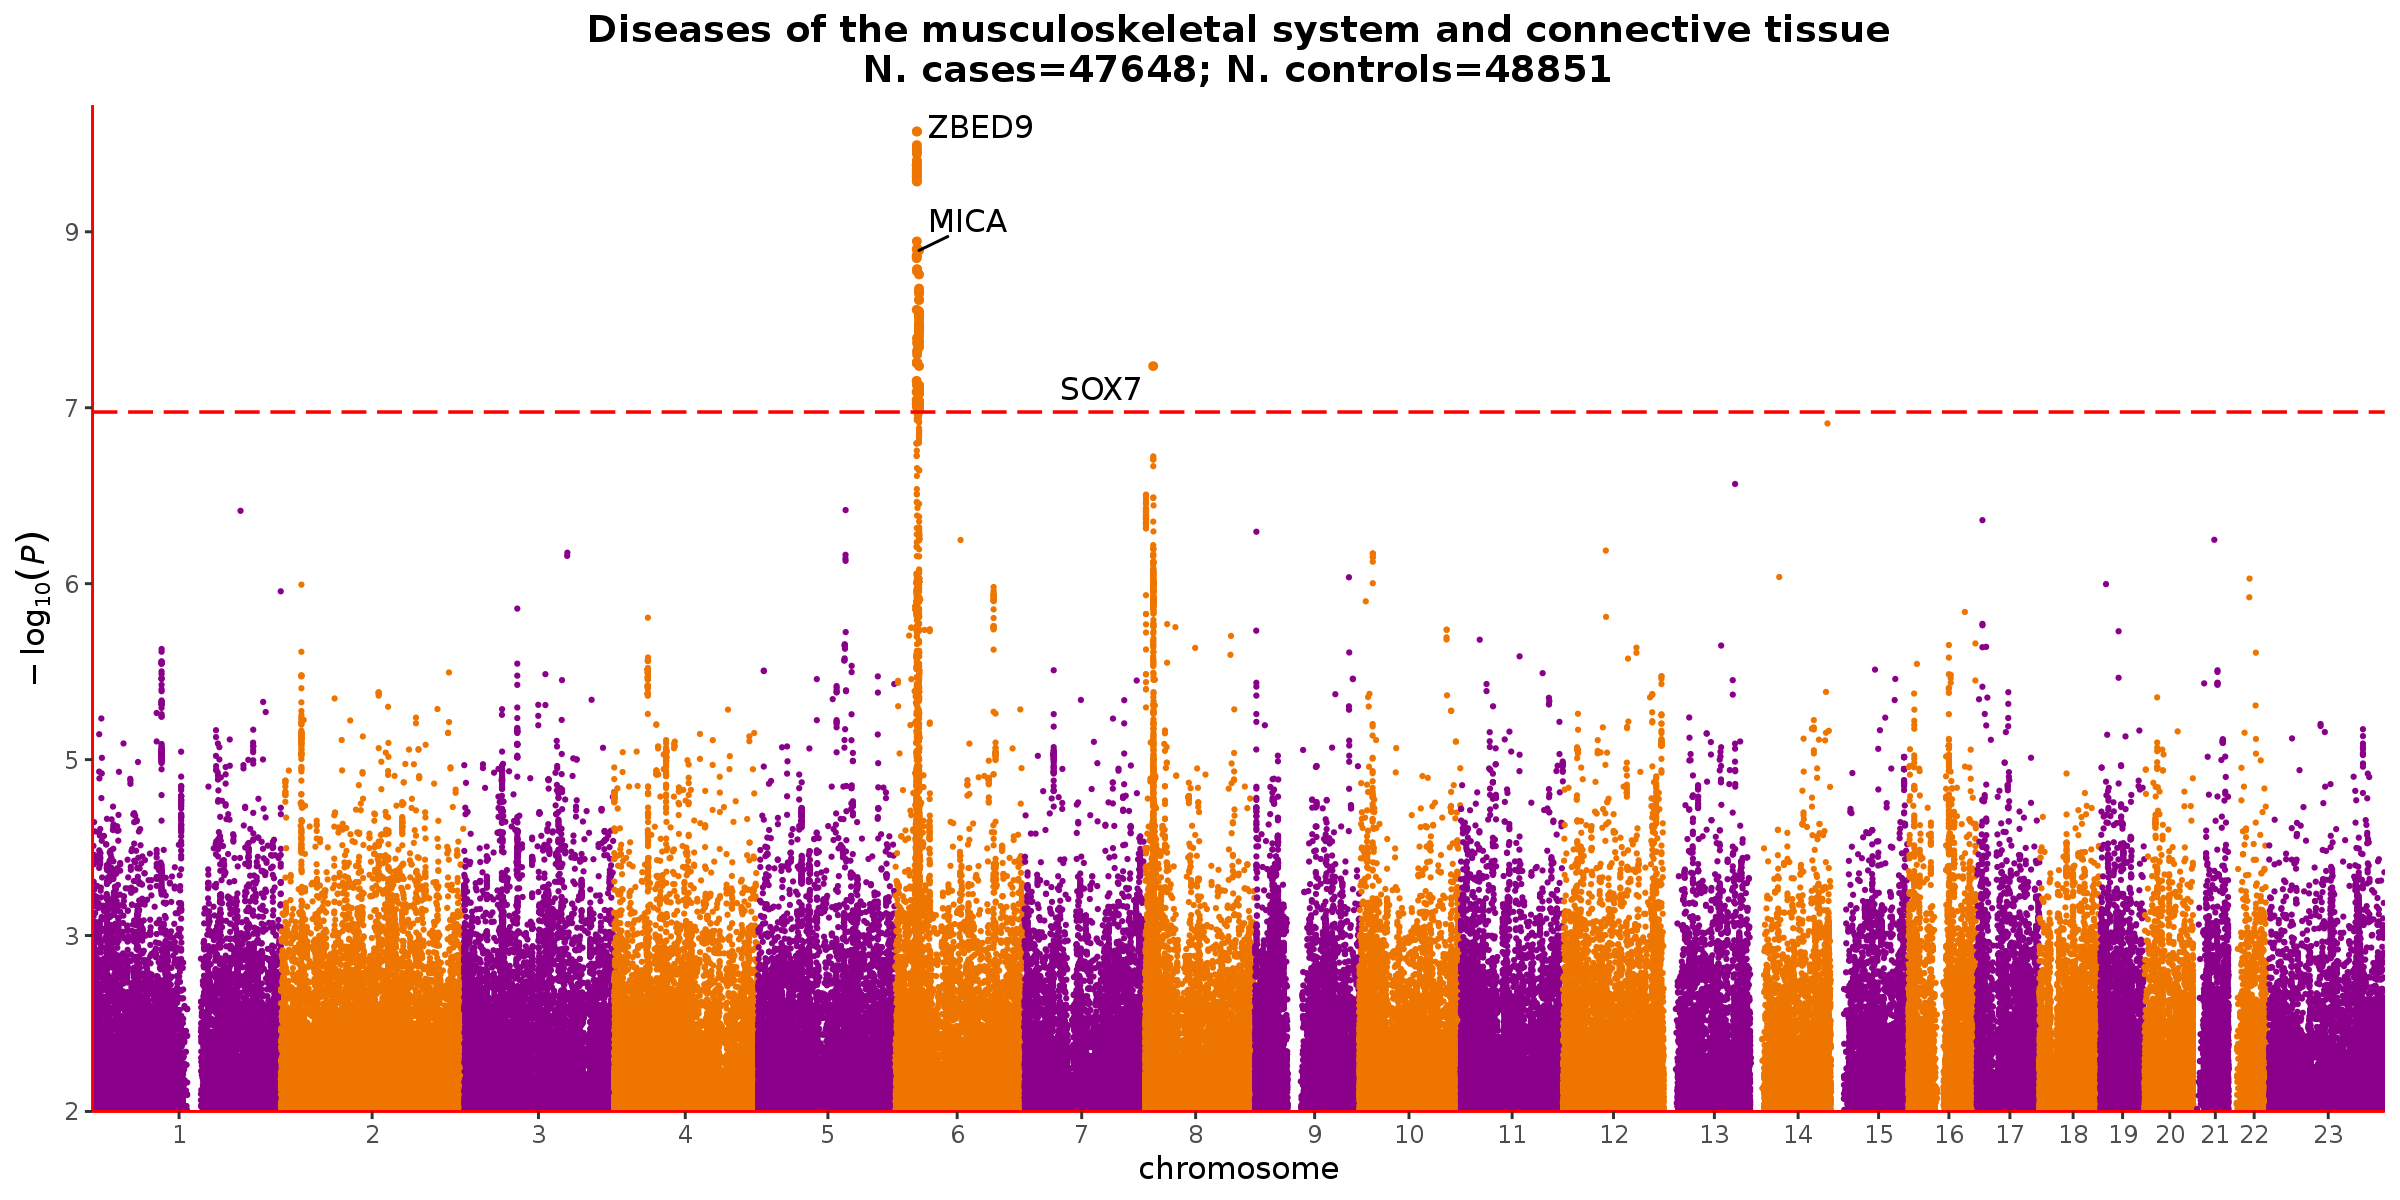 Diseases of the musculoskeletal system and connective tissue
N. cases=47648; N. controls=48851
ZBED9
MICA
SOX7
9
7
6
5
3
2
− log10(P)
1 2 3 4 5 6 7 8 9 10 11 12 13 14 15 16 17 18 19 20 21 22 23
chromosome